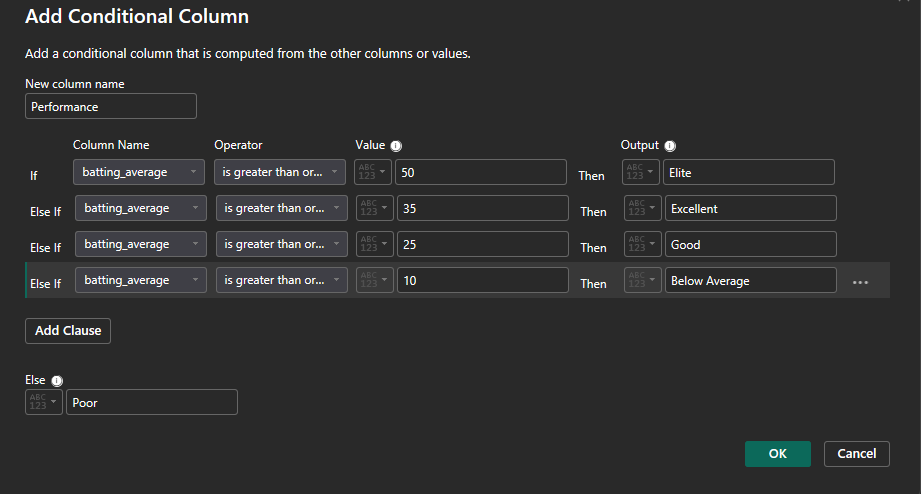 Add Conditional Column
Add a conditional column that is computed from the other columns or values.
New column name
Performance
Column Name Operator Value Output
If batting_average is greater than or... ABC 123 50 Then ABC 123 Elite
Else If batting_average is greater than or... ABC 123 35 Then ABC 123 Excellent
Else If batting_average is greater than or... ABC 123 25 Then ABC 123 Good
Else If batting_average is greater than or... ABC 123 10 Then ABC 123 Below Average ...
Add Clause
Else
ABC 123 Poor
OK Cancel